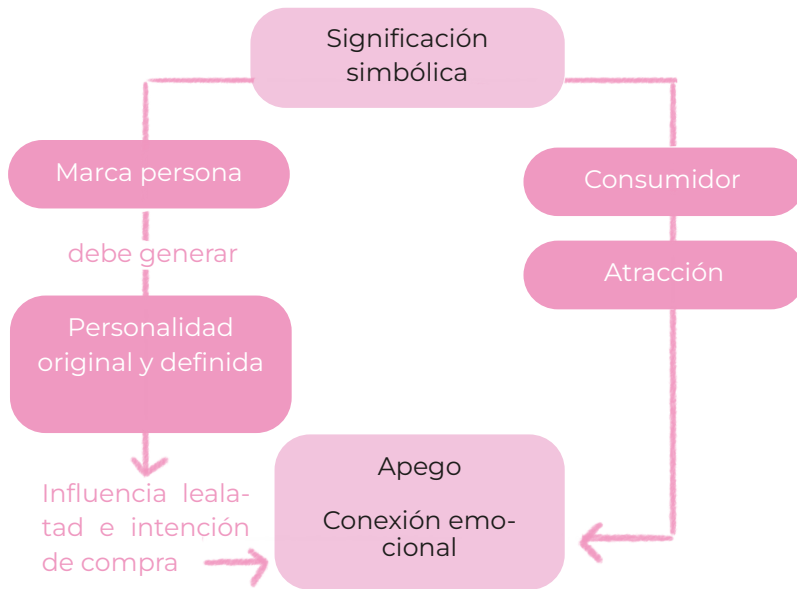 Significación
simbólica
Marca persona
debe generar
Personalidad
original y definida
Influencia leala-
tad e intención
de compra
Consumidor
Atracción
Apego
Conexión emo-
cional